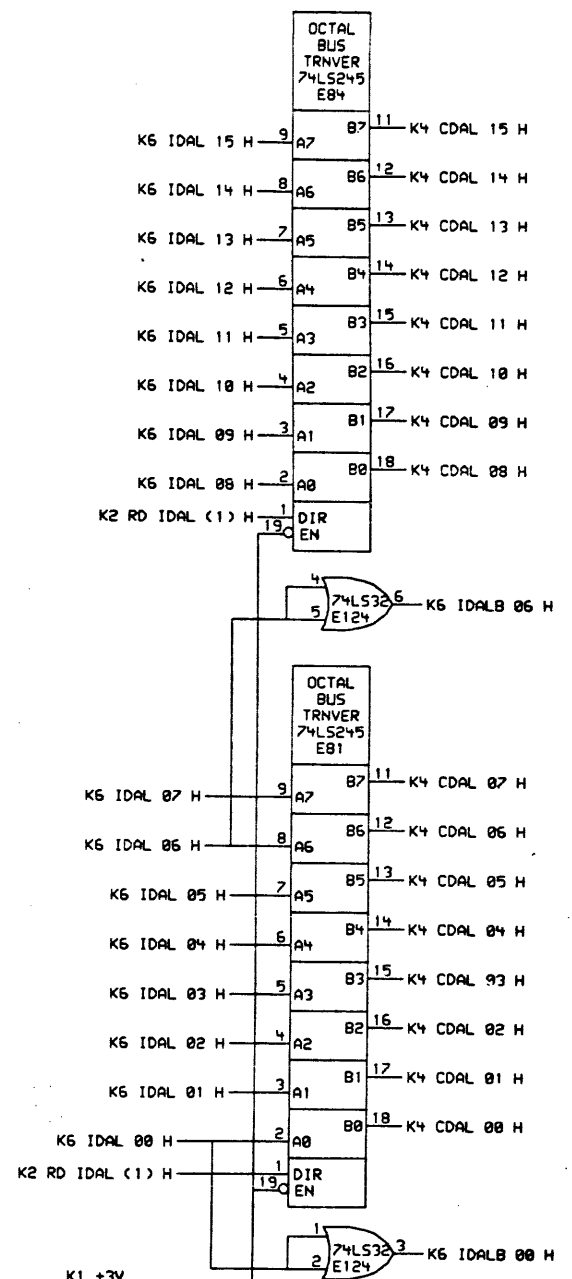 OCTAL
BUS
TRNVER
74LS245
E84
K6 IDAL 15 H 9 A7 B7 11 K4 CDAL 15 H
K6 IDAL 14 H 8 A6 B6 12 K4 CDAL 14 H
K6 IDAL 13 H 7 A5 B5 13 K4 CDAL 13 H
K6 IDAL 12 H 6 A4 B4 14 K4 CDAL 12 H
K6 IDAL 11 H 5 A3 B3 15 K4 CDAL 11 H
K6 IDAL 10 H 4 A2 B2 16 K4 CDAL 10 H
K6 IDAL 09 H 3 A1 B1 17 K4 CDAL 09 H
K6 IDAL 08 H 2 A0 B0 18 K4 CDAL 08 H
K2 RD IDAL (1) H 1 DIR
19 EN
4
5 74LS32 6 K6 IDALB 06 H
E124
OCTAL
BUS
TRNVER
74LS245
E81
K6 IDAL 07 H 9 A7 B7 11 K4 CDAL 07 H
K6 IDAL 06 H 8 A6 B6 12 K4 CDAL 06 H
K6 IDAL 05 H 7 A5 B5 13 K4 CDAL 05 H
K6 IDAL 04 H 6 A4 B4 14 K4 CDAL 04 H
K6 IDAL 03 H 5 A3 B3 15 K4 CDAL 93 H
K6 IDAL 02 H 4 A2 B2 16 K4 CDAL 02 H
K6 IDAL 01 H 3 A1 B1 17 K4 CDAL 01 H
K6 IDAL 00 H 2 A0 B0 18 K4 CDAL 00 H
K2 RD IDAL (1) H 1 DIR
19 EN
1
2 74LS32 3 K6 IDALB 00 H
E124
K1 +3V